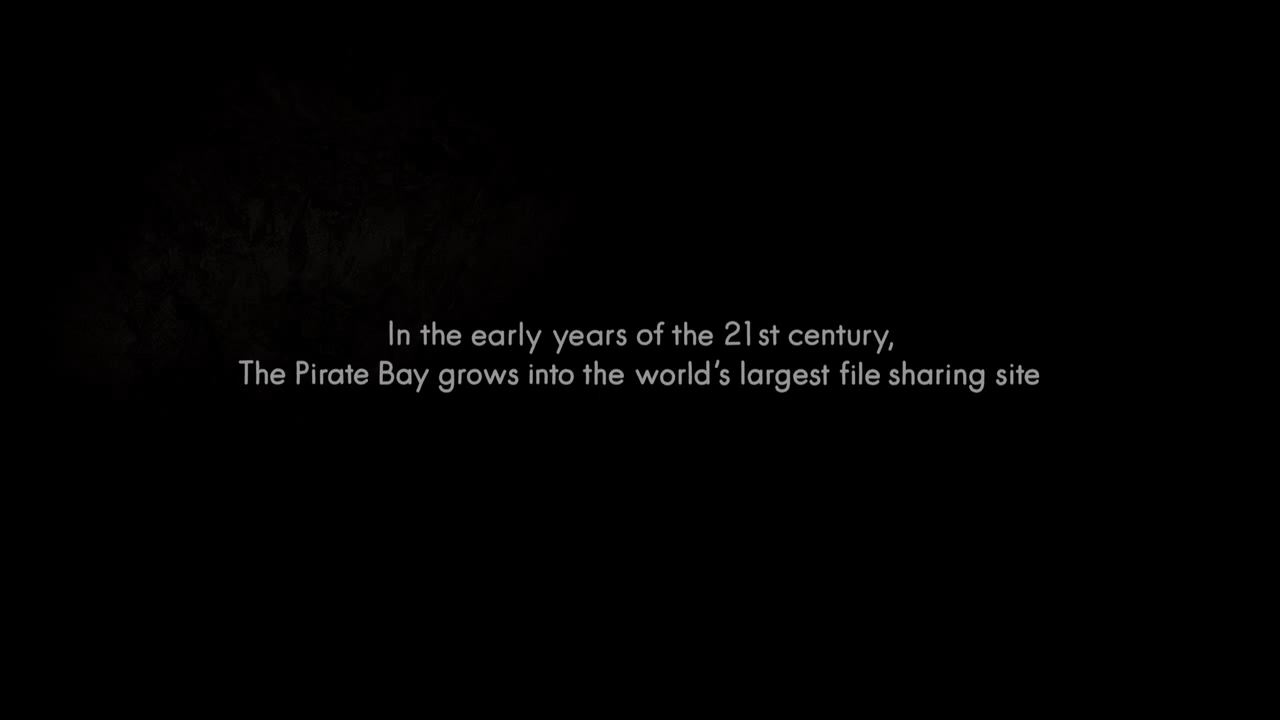 In the early years of the 21st century,
The Pirate Bay grows into the world's largest file sharing site